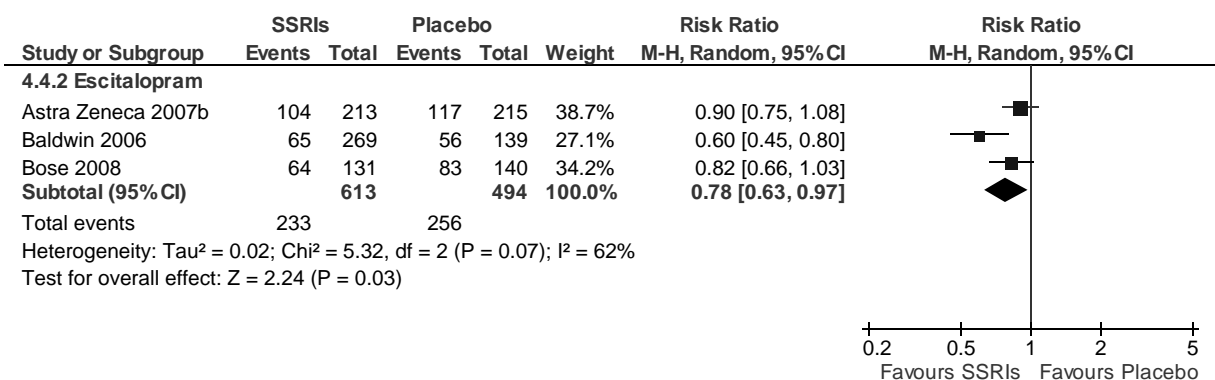 SSRIs Placebo Risk Ratio Risk Ratio
Study or Subgroup Events Total Events Total Weight M-H, Random, 95% CI M-H, Random, 95% CI
4.4.2 Escitalopram
Astra Zeneca 2007b 104 213 117 215 38.7% 0.90 [0.75, 1.08]
Baldwin 2006 65 269 56 139 27.1% 0.60 [0.45, 0.80]
Bose 2008 64 131 83 140 34.2% 0.82 [0.66, 1.03]
Subtotal (95% CI) 613 494 100.0% 0.78 [0.63, 0.97]
Total events 233 256
Heterogeneity: Tau² = 0.02; Chi² = 5.32, df = 2 (P = 0.07); I² = 62%
Test for overall effect: Z = 2.24 (P = 0.03)
0.2 0.5 1 2 5
Favours SSRIs Favours Placebo